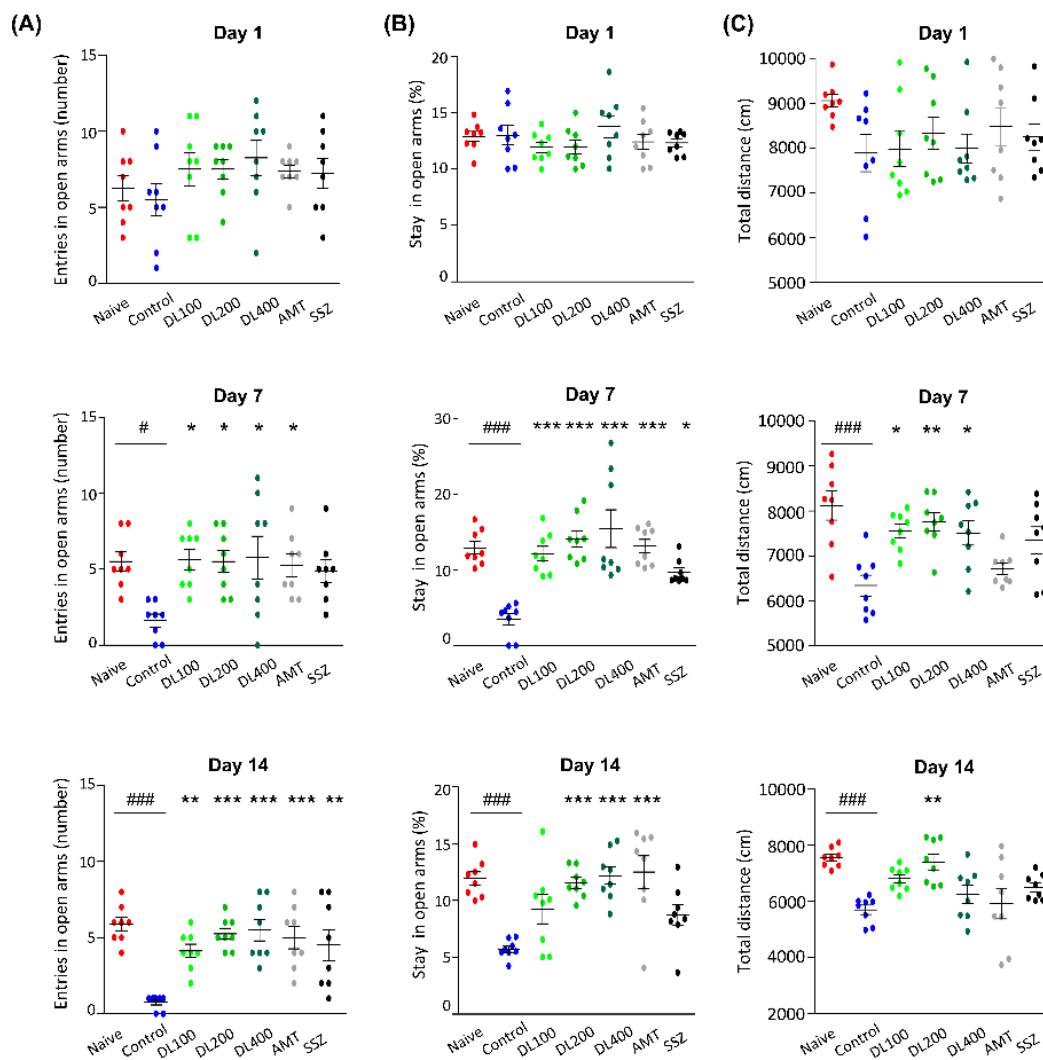 (A)
Day 1
Entries in open arms (number)
15
10
5
0
Naive Control DL100 DL200 DL400 AMT SSZ
(B)
Day 1
Stay in open arms (%)
20
15
10
5
0
Naive Control DL100 DL200 DL400 AMT SSZ
(C)
Day 1
Total distance (cm)
10000
9000
8000
7000
6000
5000
Naive Control DL100 DL200 DL400 AMT SSZ
Day 7
Entries in open arms (number)
15
10
5
0
# * * * *
Naive Control DL100 DL200 DL400 AMT SSZ
Day 7
Stay in open arms (%)
30
20
10
0
### *** *** *** *** *
Naive Control DL100 DL200 DL400 AMT SSZ
Day 7
Total distance (cm)
10000
9000
8000
7000
6000
5000
### * ** *
Naive Control DL100 DL200 DL400 AMT SSZ
Day 14
Entries in open arms (number)
15
10
5
0
### ** *** *** *** **
Naive Control DL100 DL200 DL400 AMT SSZ
Day 14
Stay in open arms (%)
20
15
10
5
0
### *** *** ***
Naive Control DL100 DL200 DL400 AMT SSZ
Day 14
Total distance (cm)
10000
8000
6000
4000
2000
### **
Naive Control DL100 DL200 DL400 AMT SSZ